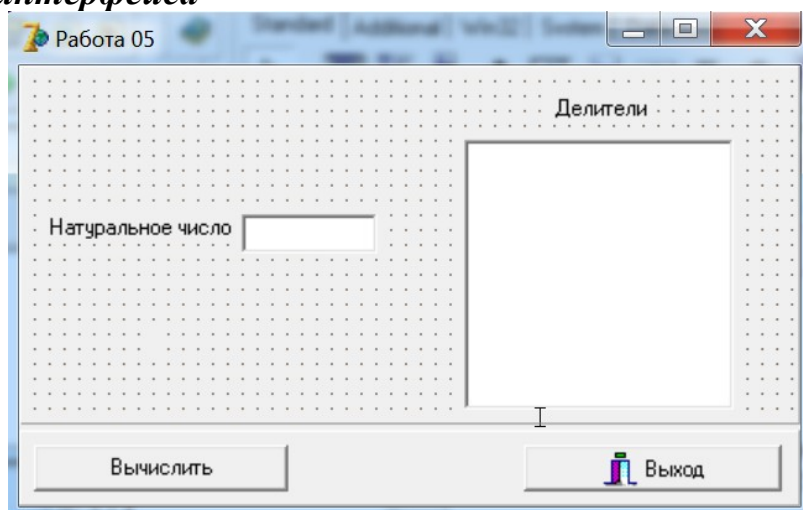 интерфейса
Работа 05
Standard Additional Win32 System
Делители
Натуральное число
Вычислить
Выход